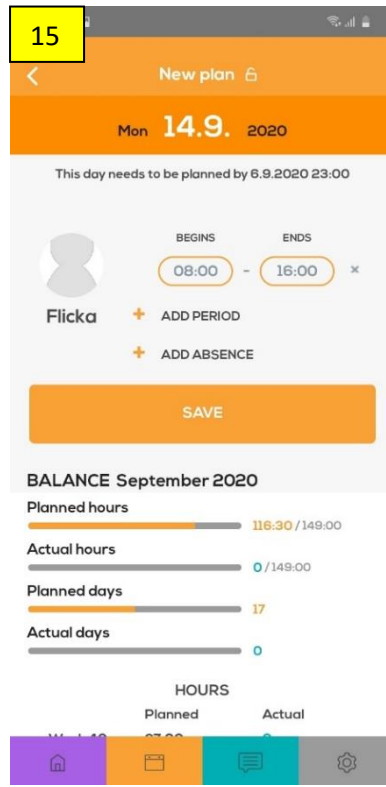 15
New plan
Mon 14.9. 2020
This day needs to be planned by 6.9.2020 23:00
BEGINS ENDS
08:00 - 16:00 ×
Flicka
+ ADD PERIOD
+ ADD ABSENCE
SAVE
BALANCE September 2020
Planned hours
116:30 / 149:00
Actual hours
0 / 149:00
Planned days
17
Actual days
0
HOURS
Planned Actual